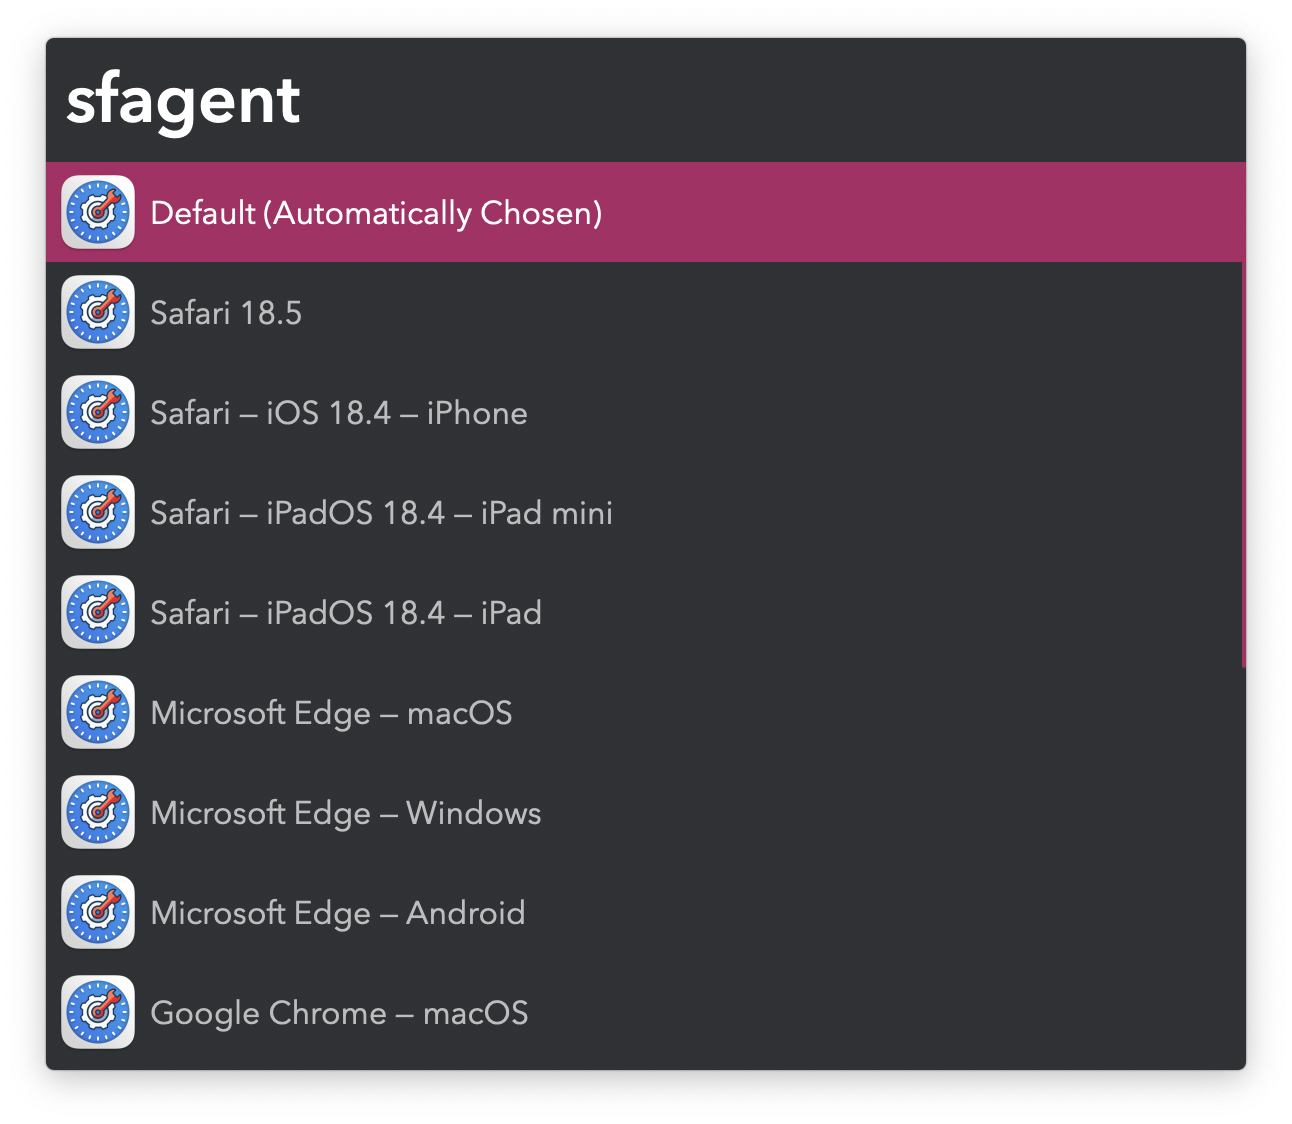 sfagent
Default (Automatically Chosen)
Safari 18.5
Safari – iOS 18.4 – iPhone
Safari – iPadOS 18.4 – iPad mini
Safari – iPadOS 18.4 – iPad
Microsoft Edge – macOS
Microsoft Edge – Windows
Microsoft Edge – Android
Google Chrome – macOS